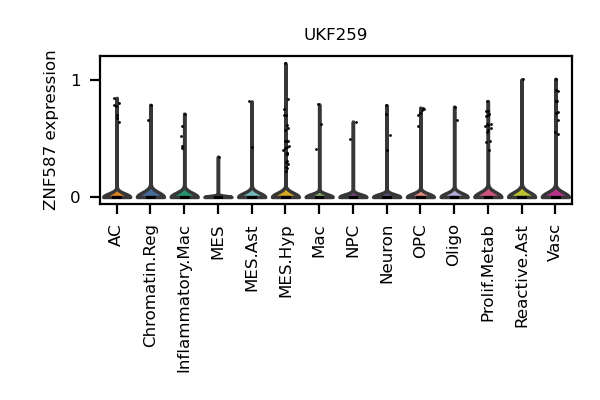 UKF259
ZNF587 expression
1
0
AC
Chromatin.Reg
Inflammatory.Mac
MES
MES.Ast
MES.Hyp
Mac
NPC
Neuron
OPC
Oligo
Prolif.Metab
Reactive.Ast
Vasc